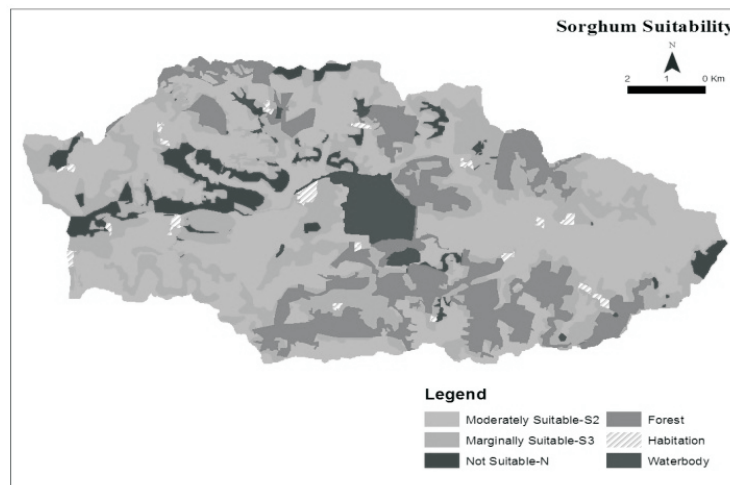 Sorghum Suitability
N
2 1 0 Km
Legend
Moderately Suitable-S2
Marginally Suitable-S3
Not Suitable-N
Forest
Habitation
Waterbody